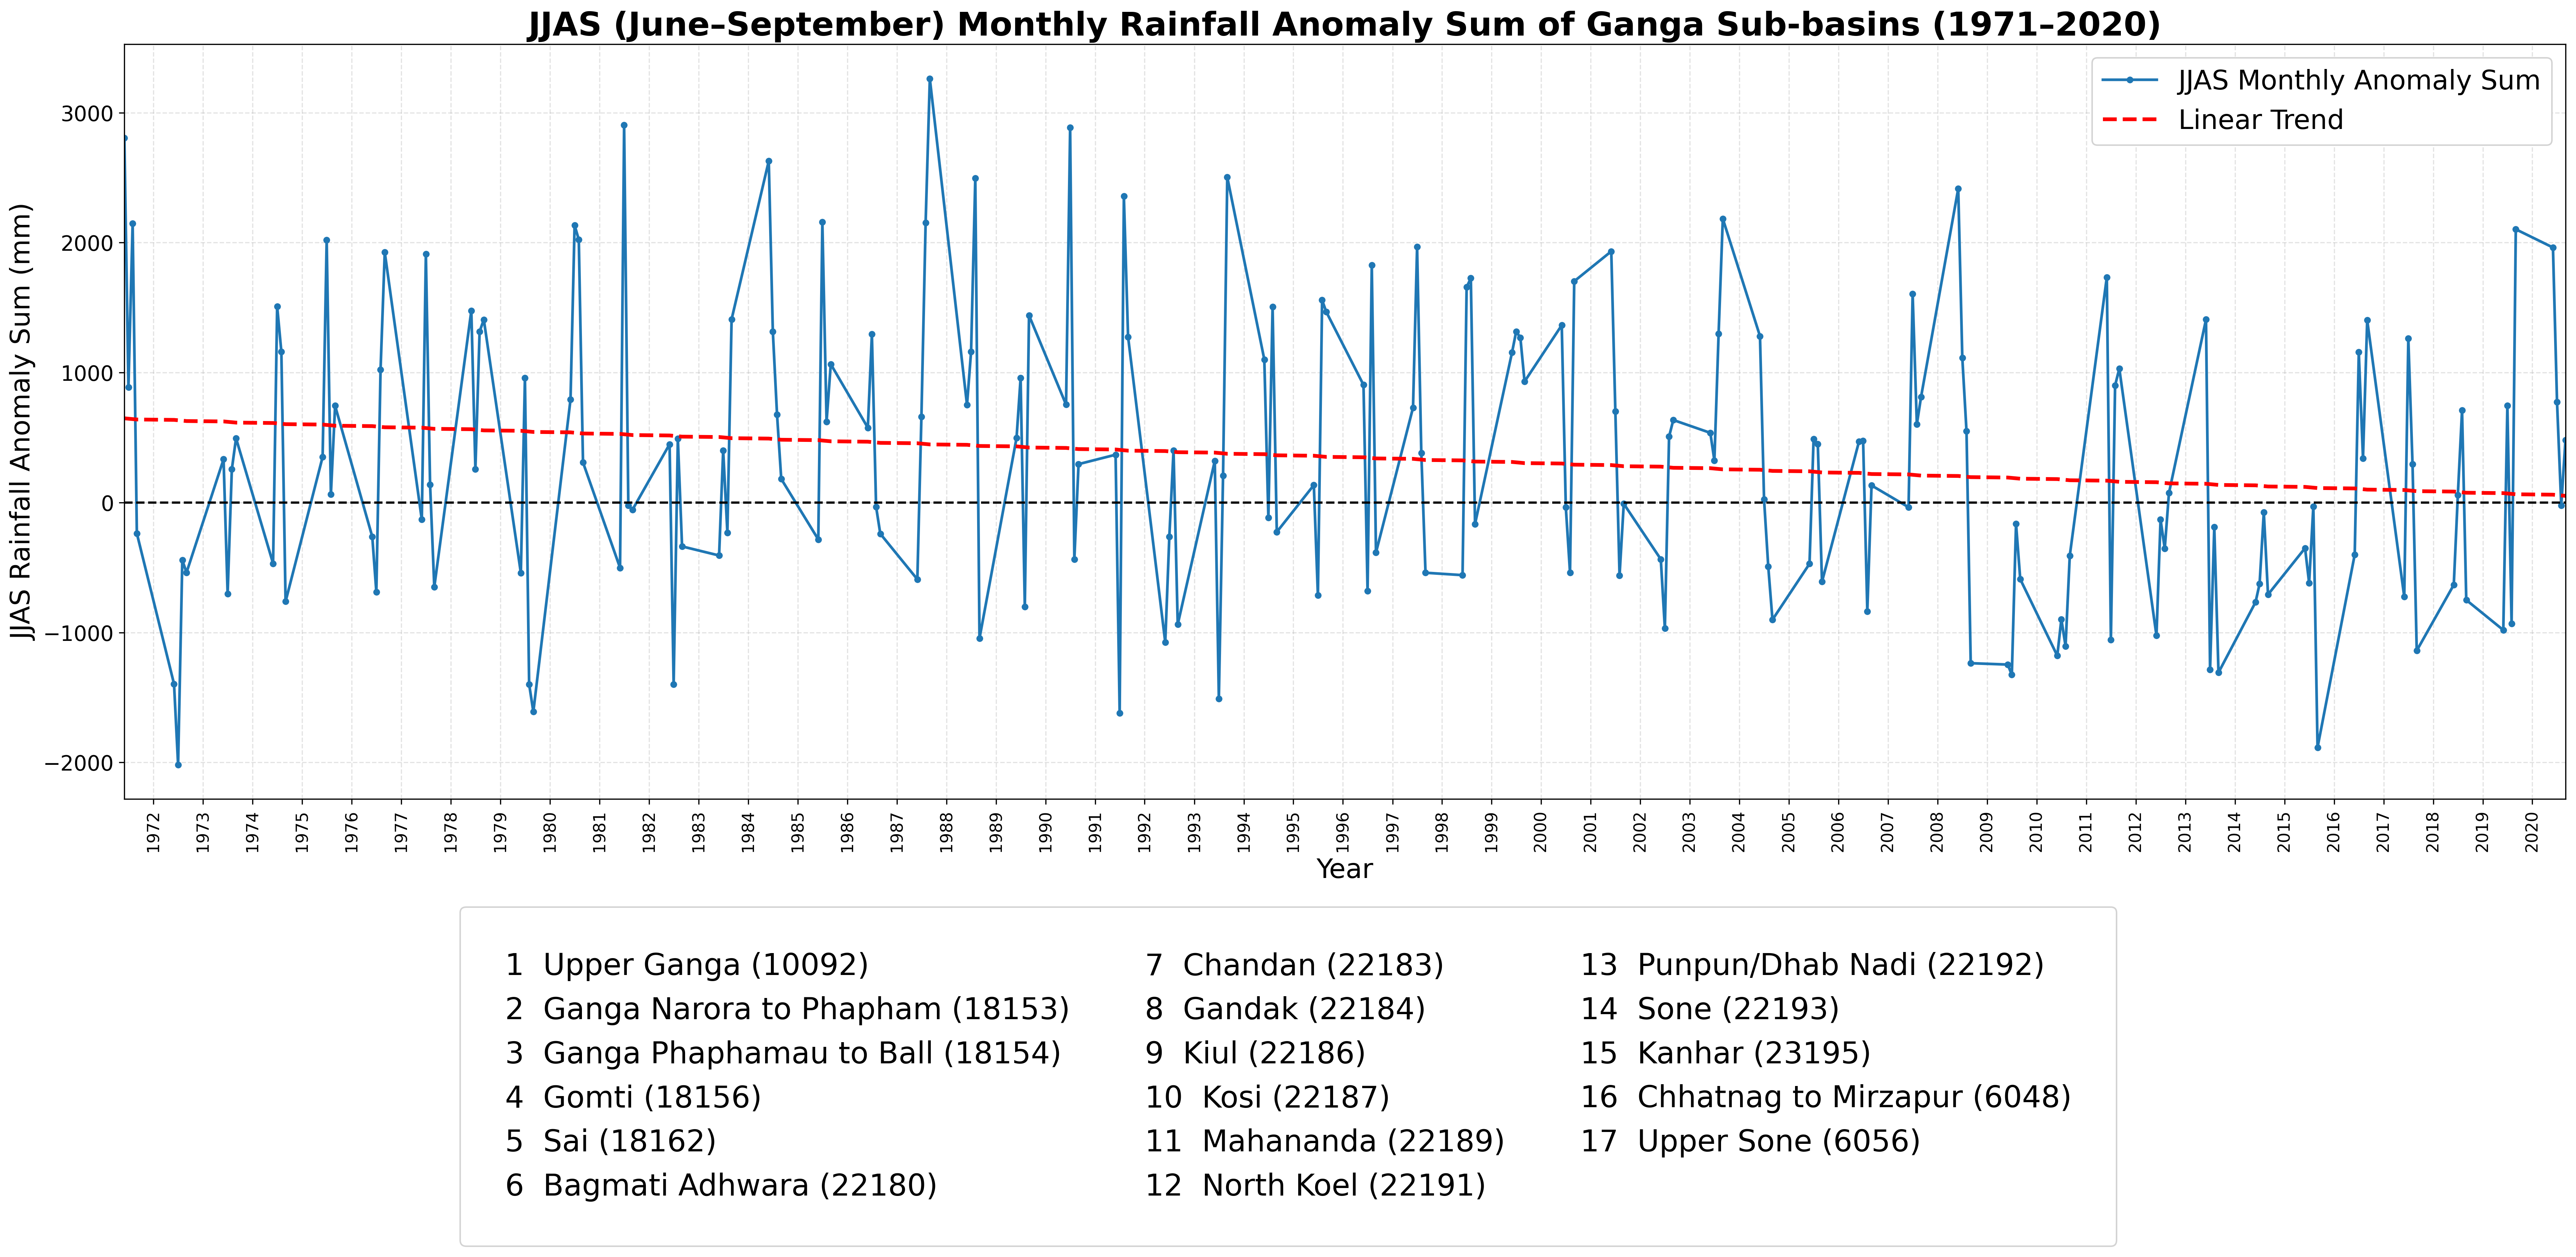 JJAS (June–September) Monthly Rainfall Anomaly Sum of Ganga Sub-basins (1971–2020)
JJAS Monthly Anomaly Sum
Linear Trend
JJAS Rainfall Anomaly Sum (mm)
3000
2000
1000
0
−1000
−2000
1972
1973
1974
1975
1976
1977
1978
1979
1980
1981
1982
1983
1984
1985
1986
1987
1988
1989
1990
1991
1992
1993
1994
1995
1996
1997
1998
1999
2000
2001
2002
2003
2004
2005
2006
2007
2008
2009
2010
2011
2012
2013
2014
2015
2016
2017
2018
2019
2020
Year
1 Upper Ganga (10092)
2 Ganga Narora to Phapham (18153)
3 Ganga Phaphamau to Ball (18154)
4 Gomti (18156)
5 Sai (18162)
6 Bagmati Adhwara (22180)
7 Chandan (22183)
8 Gandak (22184)
9 Kiul (22186)
10 Kosi (22187)
11 Mahananda (22189)
12 North Koel (22191)
13 Punpun/Dhab Nadi (22192)
14 Sone (22193)
15 Kanhar (23195)
16 Chhatnag to Mirzapur (6048)
17 Upper Sone (6056)